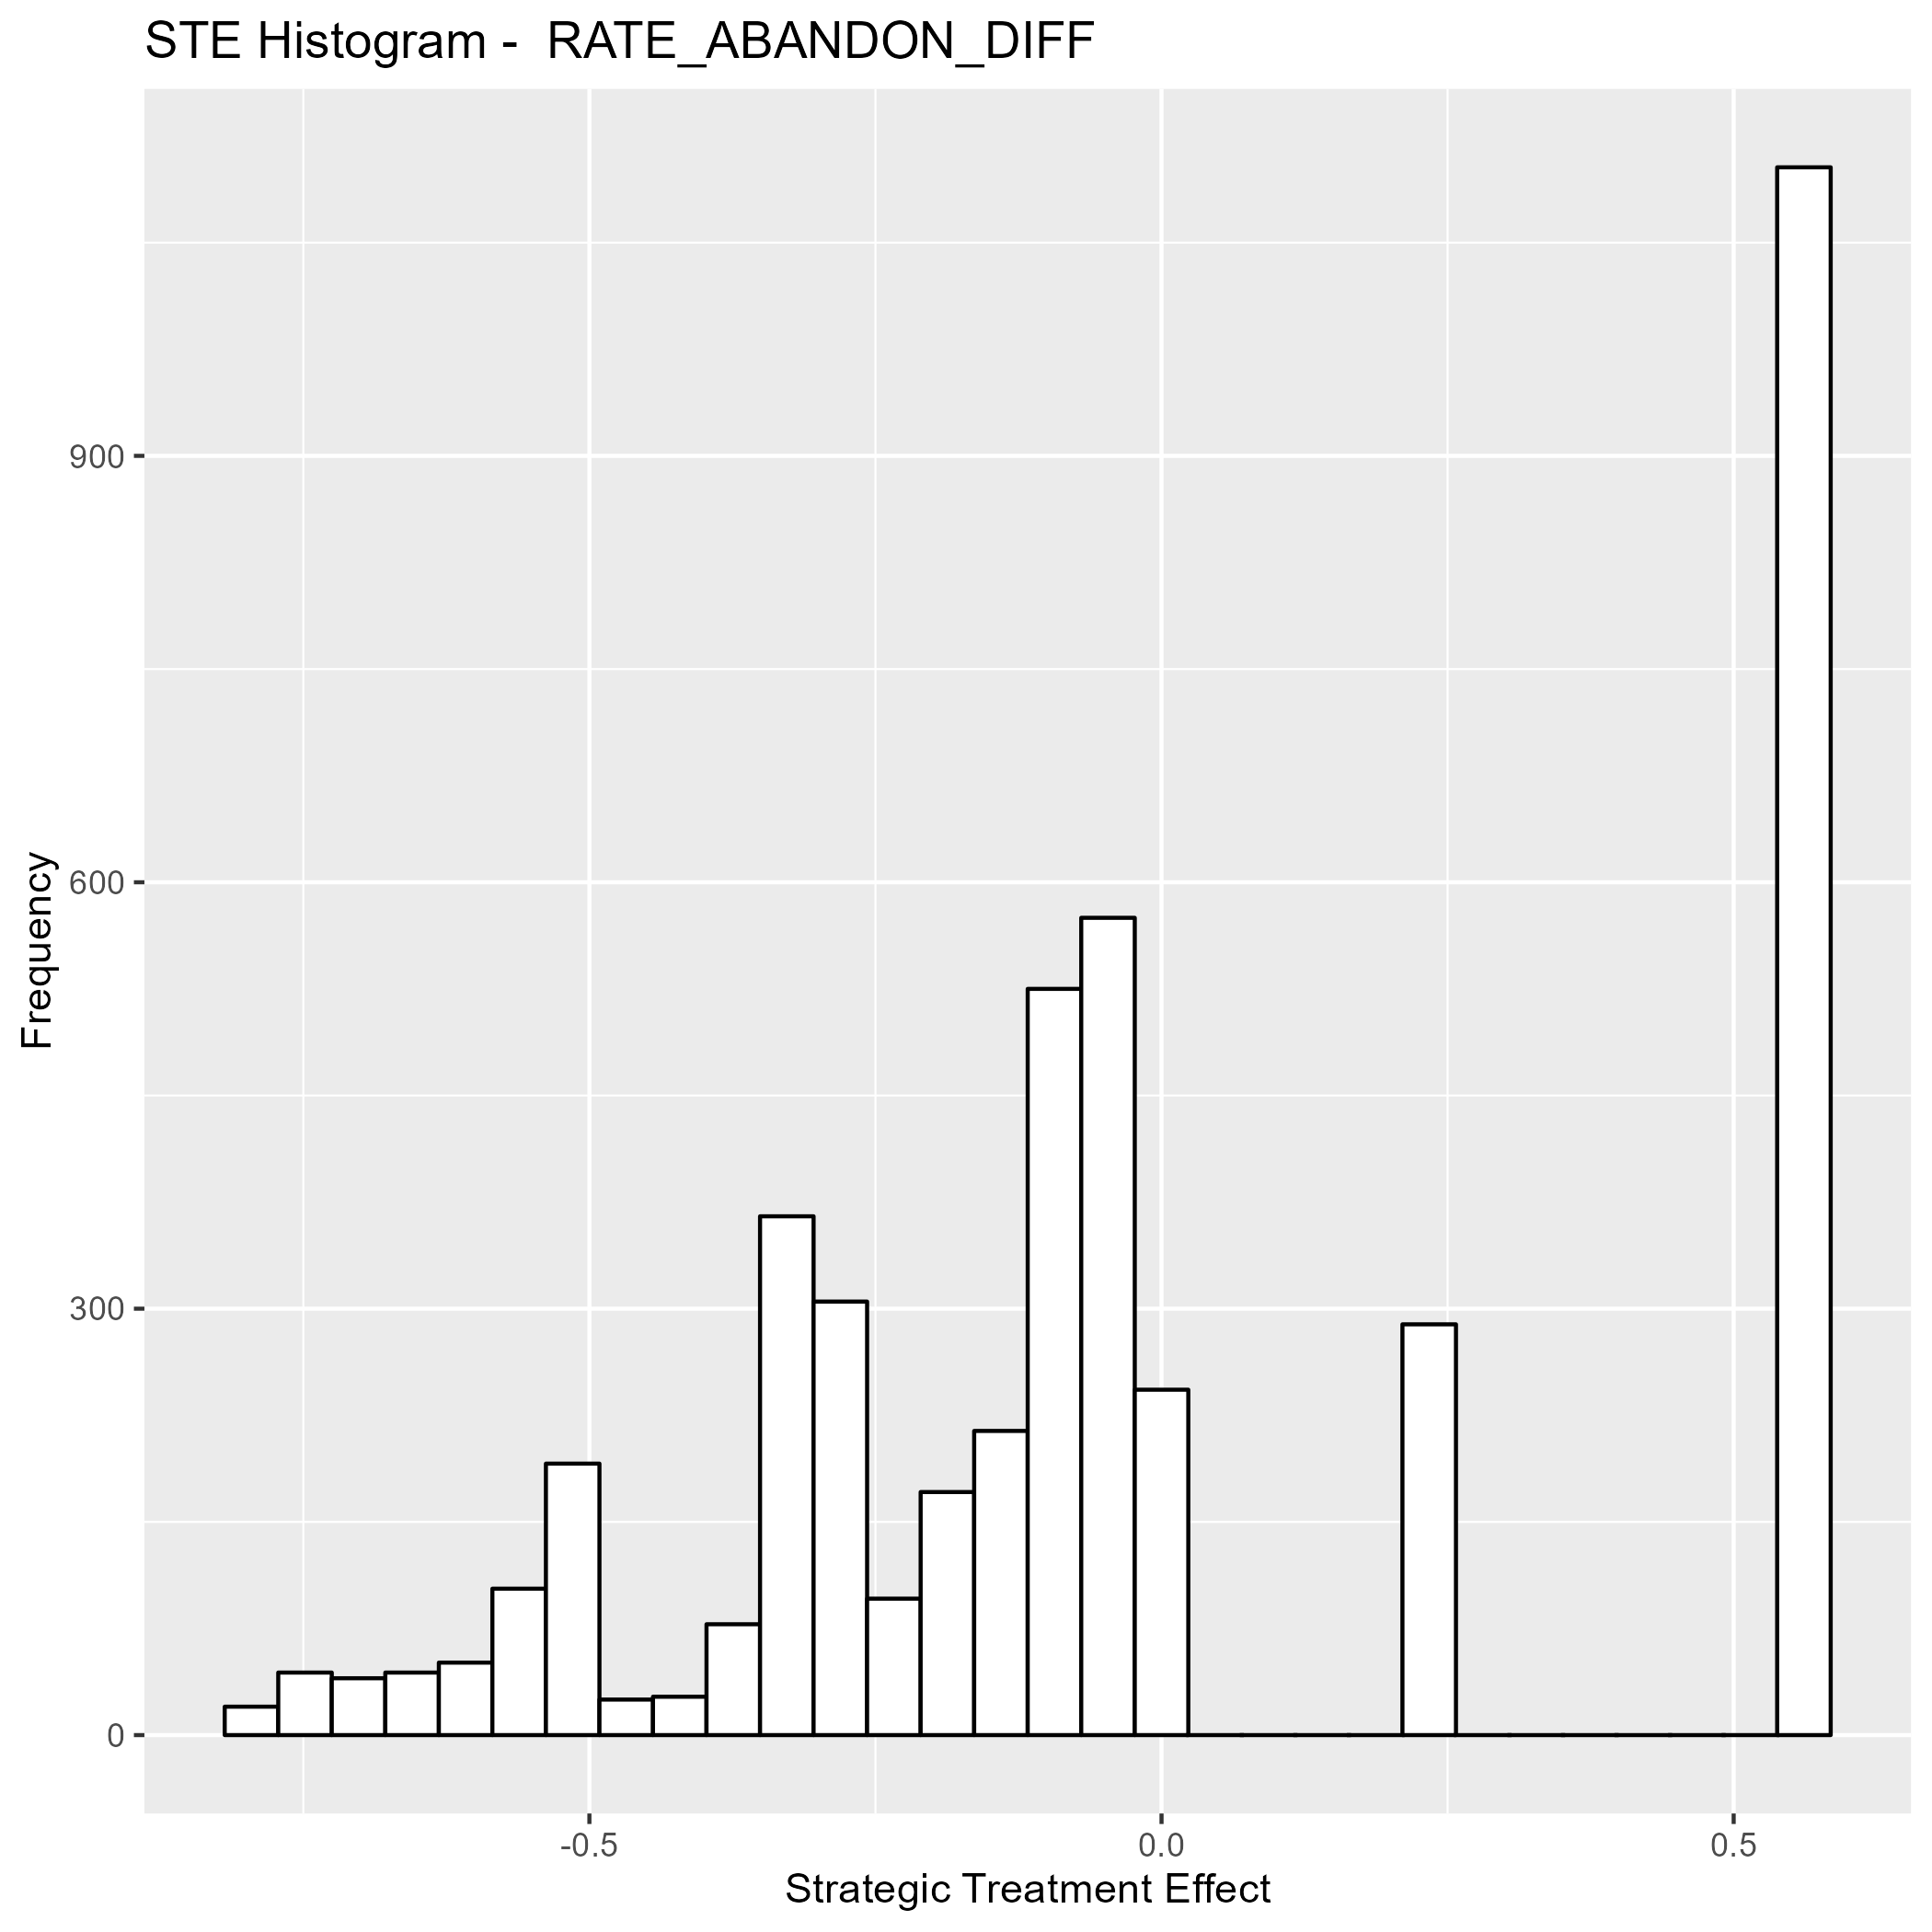 STE Histogram -  RATE_ABANDON_DIFF
Frequency
900
600
300
0
-0.5
0.0
0.5
Strategic Treatment Effect